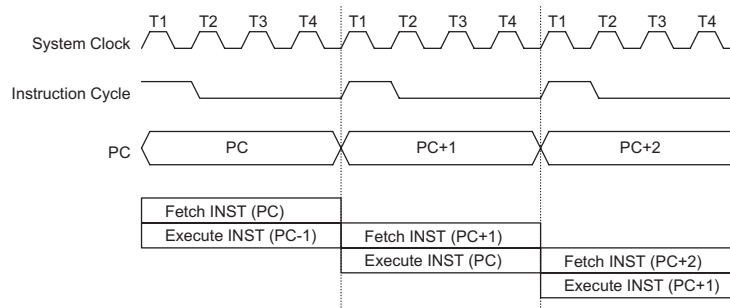 T1 T2 T3 T4 T1 T2 T3 T4 T1 T2 T3 T4
System Clock
Instruction Cycle
PC PC PC+1 PC+2
Fetch INST (PC)
Execute INST (PC-1) Fetch INST (PC+1)
Execute INST (PC) Fetch INST (PC+2)
Execute INST (PC+1)